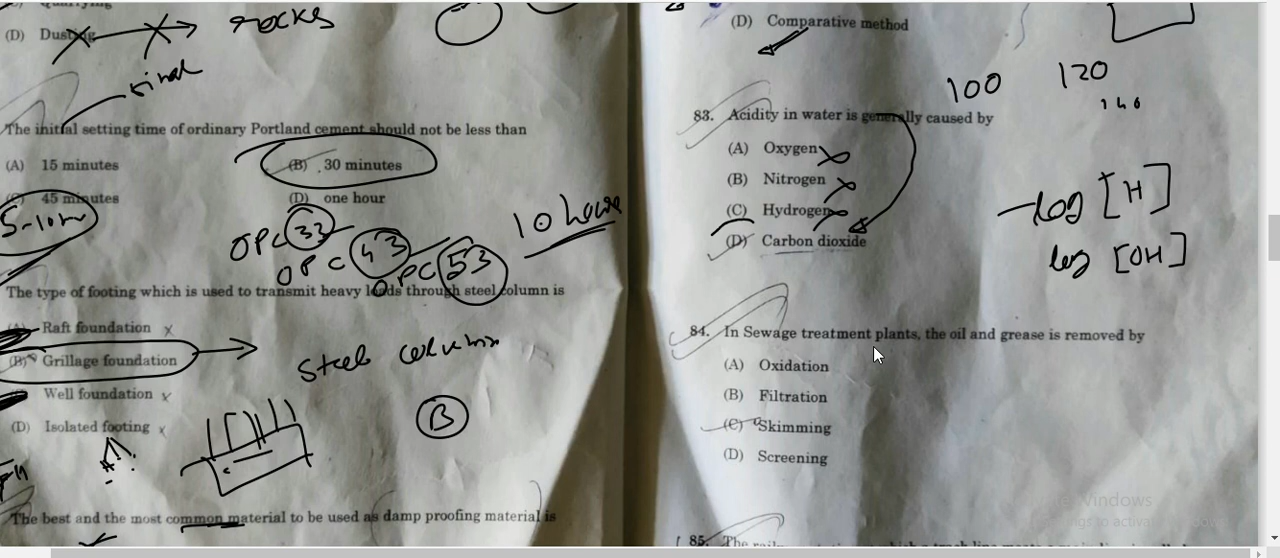 (D) Dusting
rocks
final
The initial setting time of ordinary Portland cement should not be less than
(A) 15 minutes
(B) 30 minutes
45 minutes
(D) one hour
10 hours
OPC 33
OPC 43
OPC 53
The type of footing which is used to transmit heavy loads through steel column is
Raft foundation
(B) Grillage foundation
Steel column
Well foundation
B
(D) Isolated footing
The best and the most common material to be used as damp proofing material is
(D) Comparative method
100 120
140
83. Acidity in water is generally caused by
(A) Oxygen
(B) Nitrogen
(C) Hydrogen
(D) Carbon dioxide
-log [H]
log [OH]
84. In Sewage treatment plants, the oil and grease is removed by
(A) Oxidation
(B) Filtration
(C) Skimming
(D) Screening
85. The